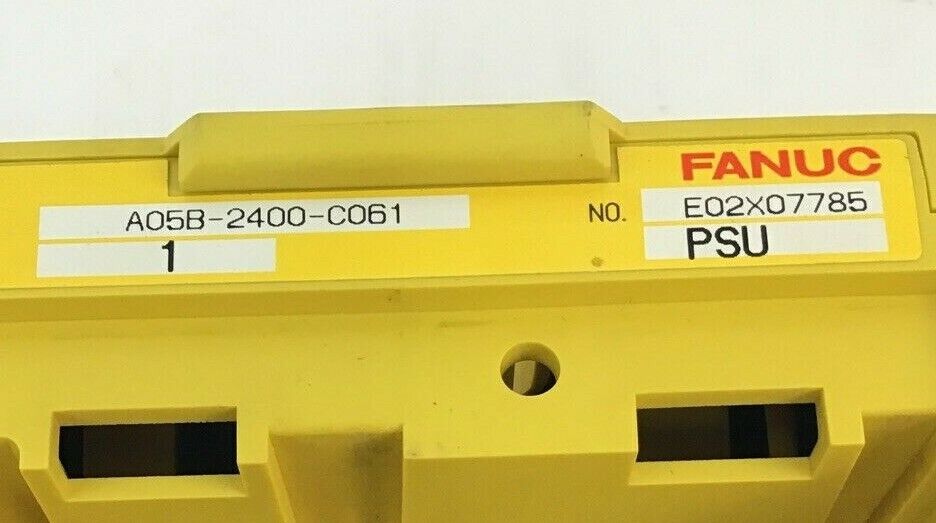 FANUC
A05B-2400-C061
NO. E02X07785
1
PSU